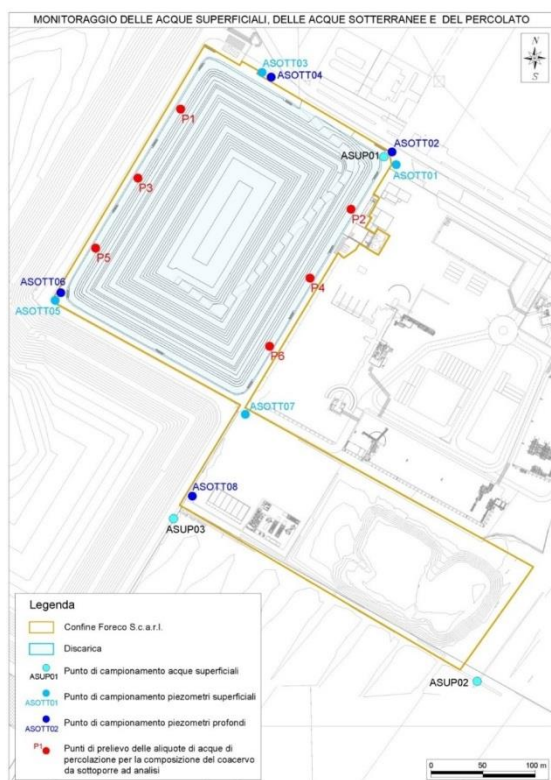 MONITORAGGIO DELLE ACQUE SUPERFICIALI, DELLE ACQUE SOTTERRANEE E DEL PERCOLATO
N
S
ASOTT03
ASOTT04
P1
ASOTT02
ASUP01
ASOTT01
P3
P2
P5
P4
ASOTT06
ASOTT05
P6
ASOTT07
ASOTT08
ASUP03
ASUP02
Legenda
Confine Foreco S.c.a.r.l.
Discarica
ASUP01 Punto di campionamento acque superficiali
ASOTT01 Punto di campionamento piezometri superficiali
ASOTT02 Punto di campionamento piezometri profondi
P1 Punti di prelievo delle aliquote di acque di
percolazione per la composizione del coacervo
da sottoporre ad analisi
0 50 100 m